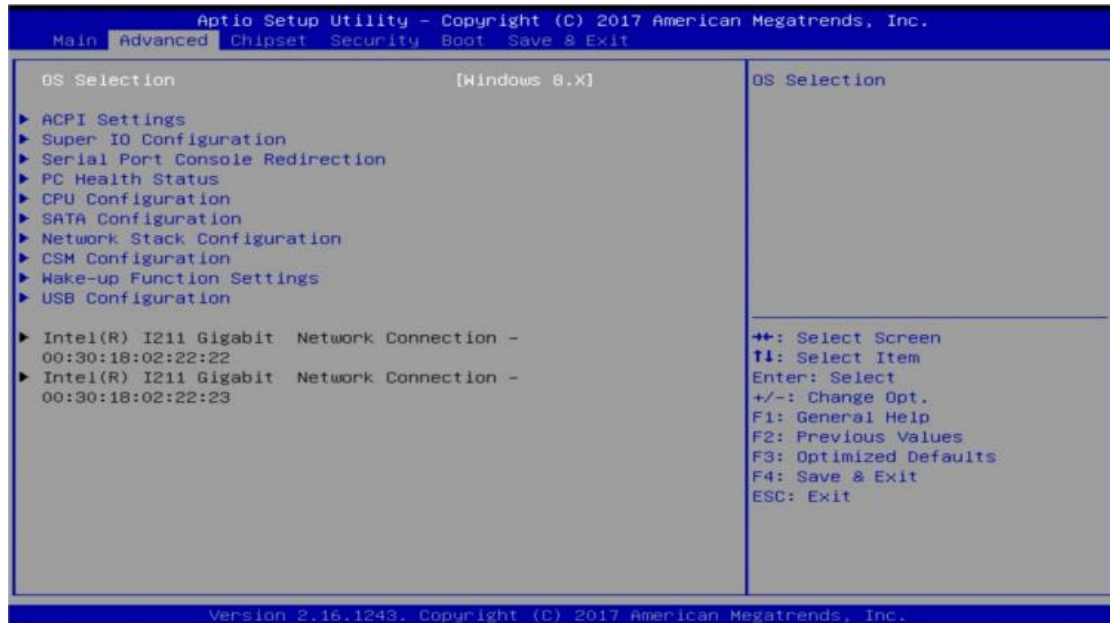 Aptio Setup Utility – Copyright (C) 2017 American Megatrends, Inc.
Main Advanced Chipset Security Boot Save & Exit
OS Selection [Windows 8.X]
▶ ACPI Settings
▶ Super IO Configuration
▶ Serial Port Console Redirection
▶ PC Health Status
▶ CPU Configuration
▶ SATA Configuration
▶ Network Stack Configuration
▶ CSM Configuration
▶ Wake-up Function Settings
▶ USB Configuration
▶ Intel(R) I211 Gigabit Network Connection –
00:30:18:02:22:22
▶ Intel(R) I211 Gigabit Network Connection –
00:30:18:02:22:23
OS Selection
→←: Select Screen
↑↓: Select Item
Enter: Select
+/-: Change Opt.
F1: General Help
F2: Previous Values
F3: Optimized Defaults
F4: Save & Exit
ESC: Exit
Version 2.16.1243. Copyright (C) 2017 American Megatrends, Inc.